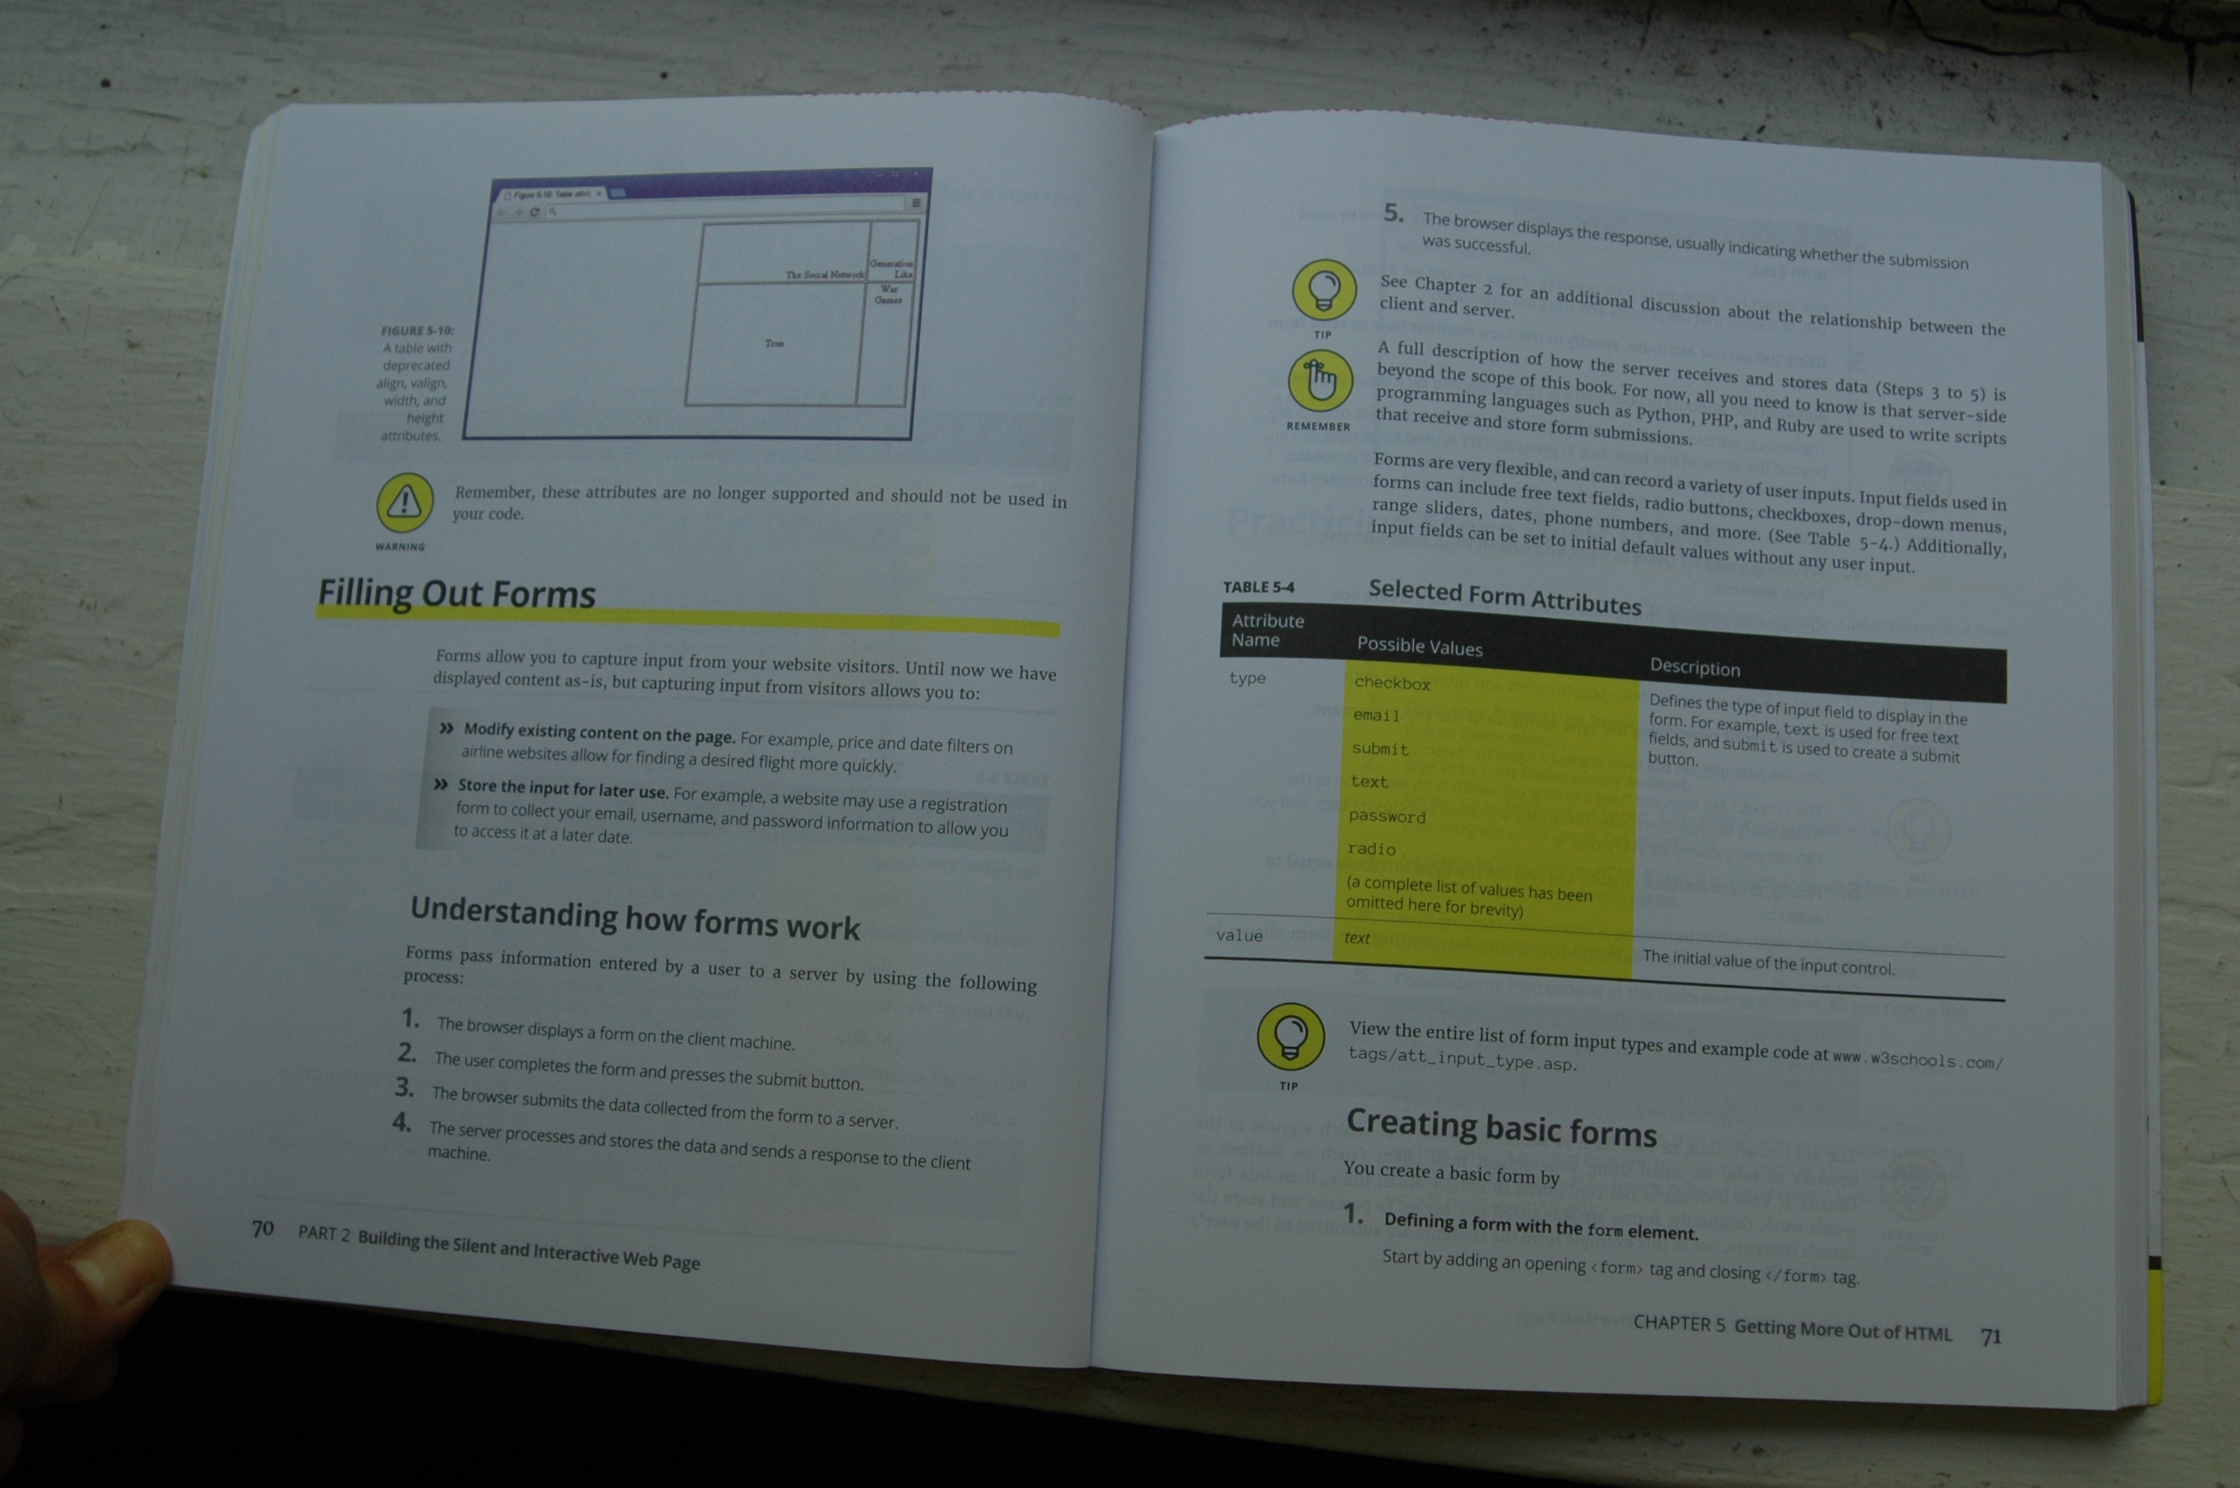 Figure 5-10: Table attri ×
The Social Network
Generation
Like
War
Games
Tron
FIGURE 5-10:
A table with
deprecated
align, valign,
width, and
height
attributes.
WARNING
Remember, these attributes are no longer supported and should not be used in
your code.
Filling Out Forms
Forms allow you to capture input from your website visitors. Until now we have
displayed content as-is, but capturing input from visitors allows you to:
» Modify existing content on the page. For example, price and date filters on
airline websites allow for finding a desired flight more quickly.
» Store the input for later use. For example, a website may use a registration
form to collect your email, username, and password information to allow you
to access it at a later date.
Understanding how forms work
Forms pass information entered by a user to a server by using the following
process:
1. The browser displays a form on the client machine.
2. The user completes the form and presses the submit button.
3. The browser submits the data collected from the form to a server.
4. The server processes and stores the data and sends a response to the client
machine.
70 PART 2 Building the Silent and Interactive Web Page
5. The browser displays the response, usually indicating whether the submission
was successful.
TIP
See Chapter 2 for an additional discussion about the relationship between the
client and server.
REMEMBER
A full description of how the server receives and stores data (Steps 3 to 5) is
beyond the scope of this book. For now, all you need to know is that server-side
programming languages such as Python, PHP, and Ruby are used to write scripts
that receive and store form submissions.
Forms are very flexible, and can record a variety of user inputs. Input fields used in
forms can include free text fields, radio buttons, checkboxes, drop-down menus,
range sliders, dates, phone numbers, and more. (See Table 5-4.) Additionally,
input fields can be set to initial default values without any user input.
TABLE 5-4 Selected Form Attributes
Attribute
Name
Possible Values
Description
type
checkbox
email
submit
text
password
radio
(a complete list of values has been
omitted here for brevity)
Defines the type of input field to display in the
form. For example, text is used for free text
fields, and submit is used to create a submit
button.
value
text
The initial value of the input control.
TIP
View the entire list of form input types and example code at www.w3schools.com/
tags/att_input_type.asp.
Creating basic forms
You create a basic form by
1. Defining a form with the form element.
Start by adding an opening <form> tag and closing </form> tag.
CHAPTER 5 Getting More Out of HTML 71